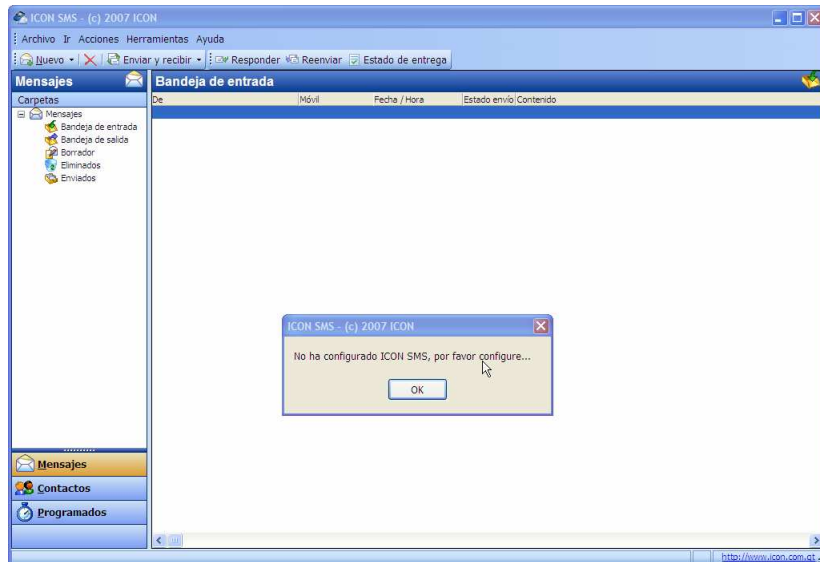 ICON SMS - (c) 2007 ICON
Archivo Ir Acciones Herramientas Ayuda
Nuevo Enviar y recibir Responder Reenviar Estado de entrega
Mensajes
Bandeja de entrada
Carpetas
De Móvil Fecha / Hora Estado envío Contenido
Mensajes
Bandeja de entrada
Bandeja de salida
Borrador
Eliminados
Enviados
ICON SMS - (c) 2007 ICON
No ha configurado ICON SMS, por favor configure...
OK
Mensajes
Contactos
Programados
http://www.icon.com.gt